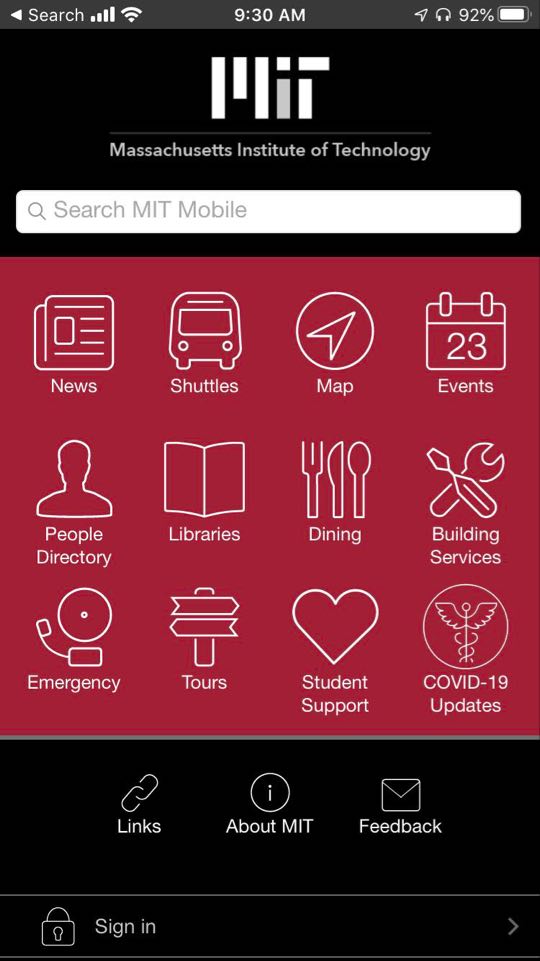 Search 9:30 AM 92%
MIT
Massachusetts Institute of Technology
Search MIT Mobile
23
News Shuttles Map Events
People Directory Libraries Dining Building Services
Emergency Tours Student Support COVID-19 Updates
Links About MIT Feedback
Sign in